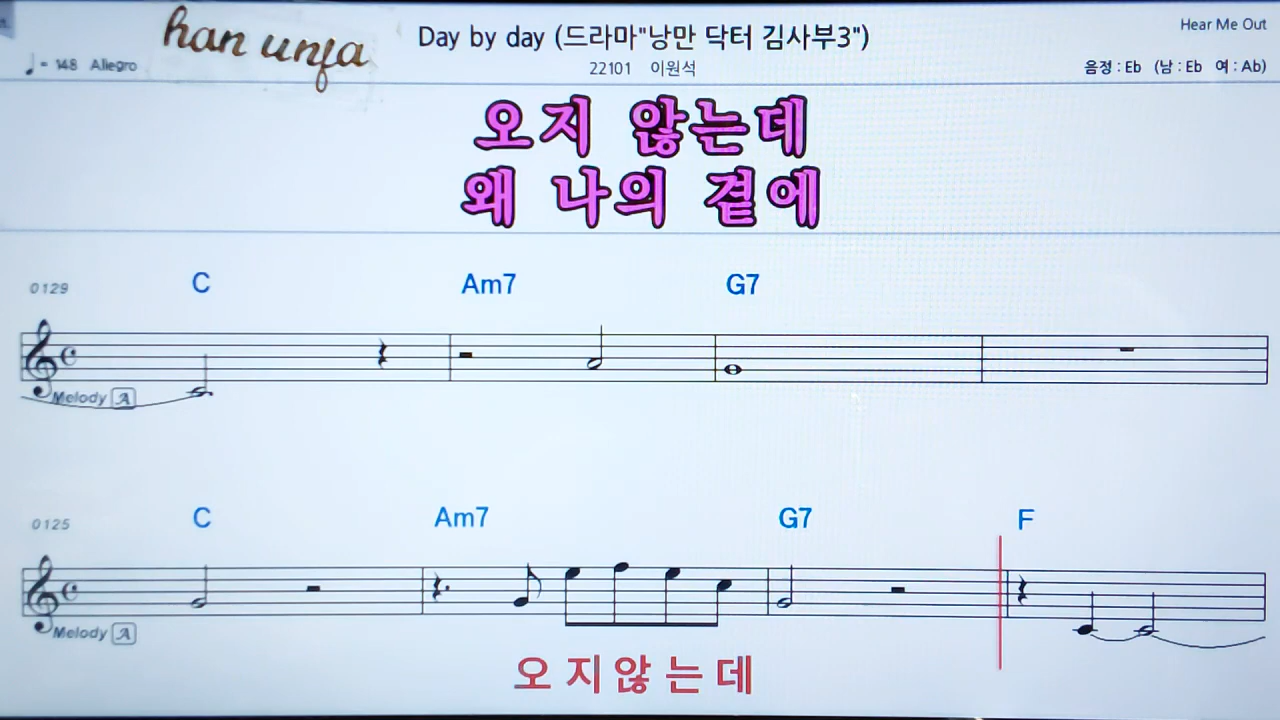 han unja
Day by day (드라마"낭만 닥터 김사부3")
Hear Me Out
= 148 Allegro
22101 이원석
음정 : Eb (남 : Eb 여 : Ab)
오지 않는데
왜 나의 곁에
0129 C Am7 G7
Melody A
0125 C Am7 G7 F
Melody A
오 지 않 는 데